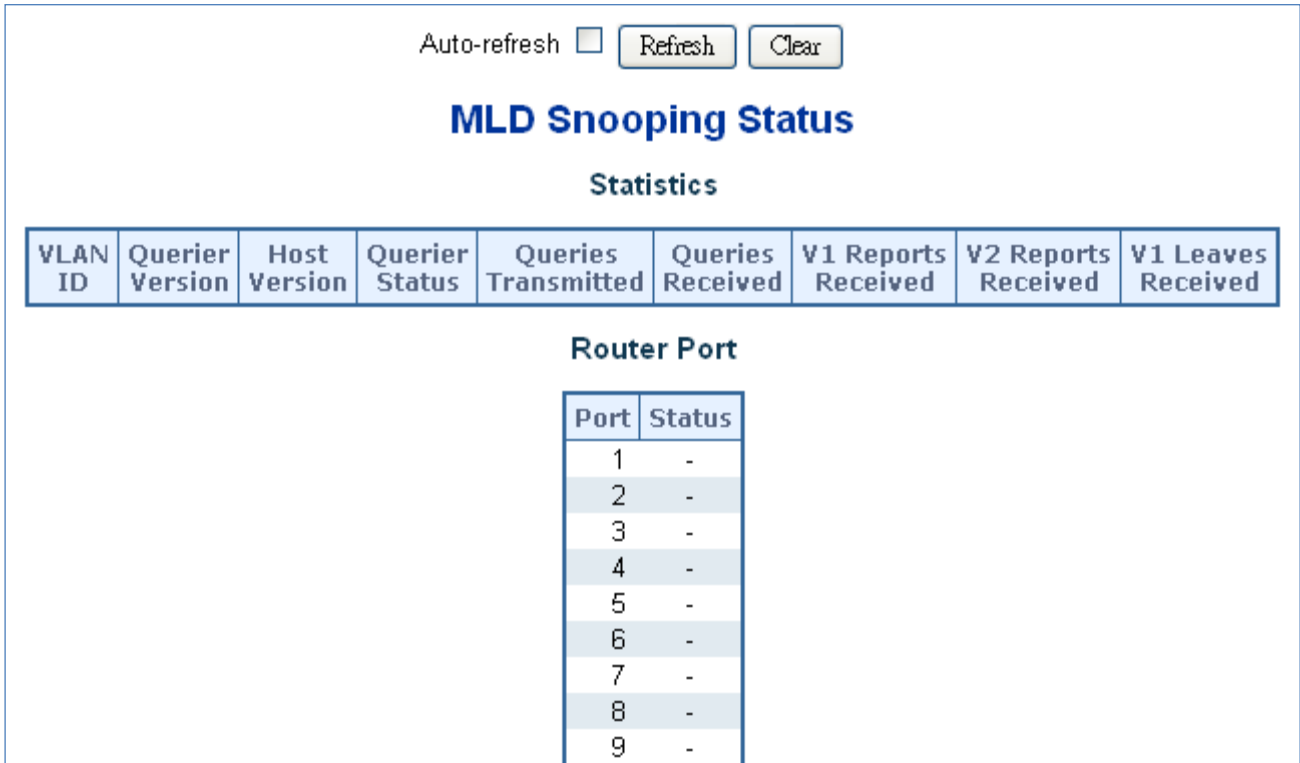 Auto-refresh Refresh Clear
MLD Snooping Status
Statistics
VLAN ID Querier Version Host Version Querier Status Queries Transmitted Queries Received V1 Reports Received V2 Reports Received V1 Leaves Received
Router Port
Port Status
1 -
2 -
3 -
4 -
5 -
6 -
7 -
8 -
9 -